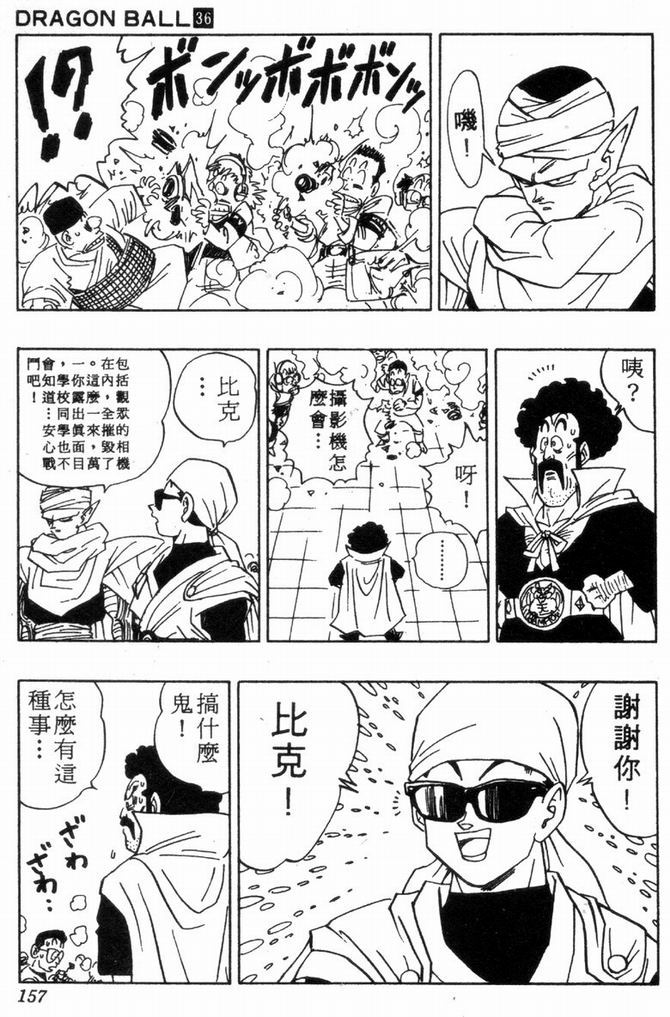 DRAGON BALL 36
嘰！
ボンッボボボンッ
!?
咦？
呀！
攝影機怎
麼會…
………
比克
…
包括觀眾的相機
在內，全摧毀了
。這麼一來，萬
一你露出眞面目
，學校同學也不
會知道…安心戰
鬥吧！
謝謝你！
比克！
搞什麼
鬼！
怎麼有這
種事…
ざわ
ざわ…
157